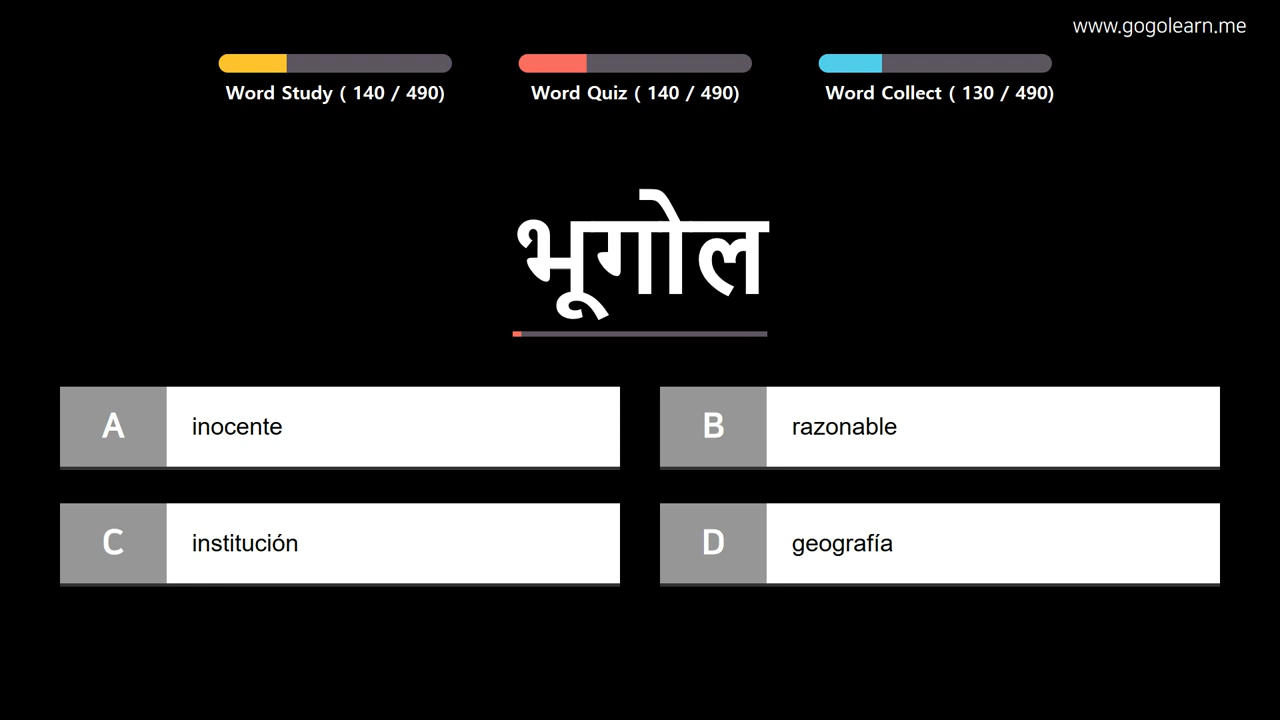 www.gogolearn.me
Word Study ( 140 / 490)
Word Quiz ( 140 / 490)
Word Collect ( 130 / 490)
भूगोल
A inocente
B razonable
C institución
D geografía